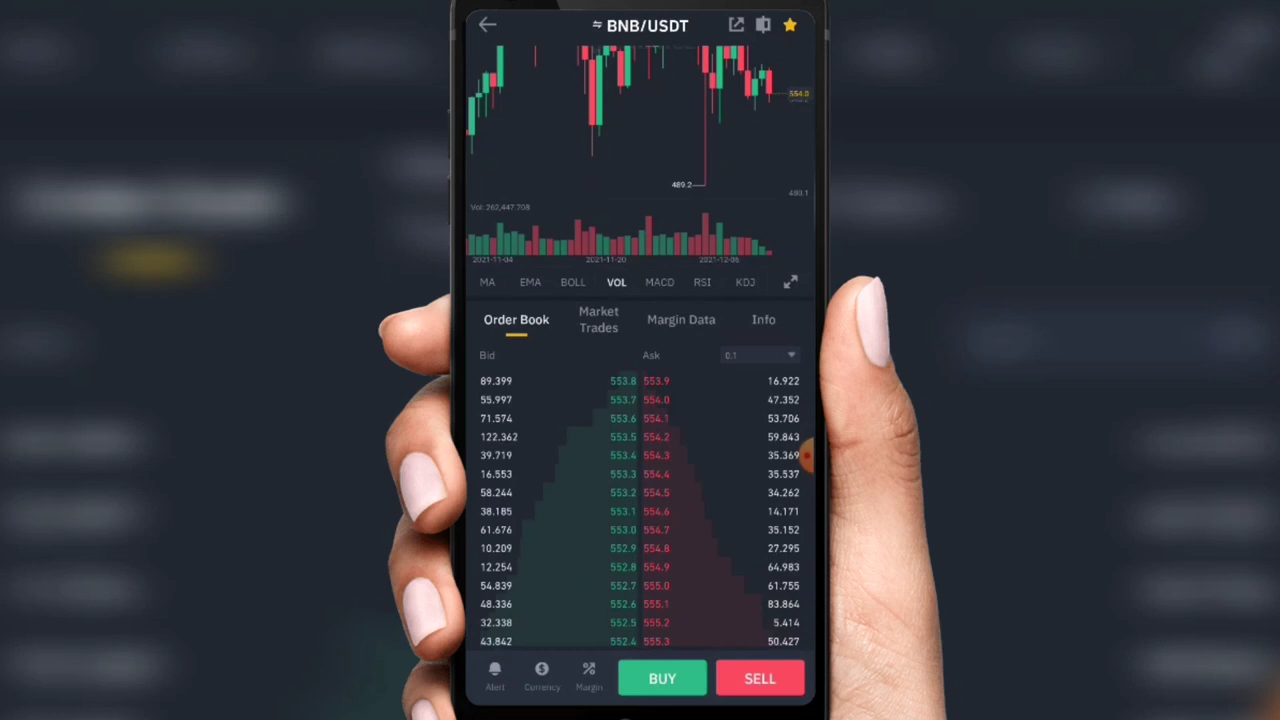 BNB/USDT
554.0
489.2
480.1
Vol: 262,447.708
2021-11-04 2021-11-20 2021-12-06
MA EMA BOLL VOL MACD RSI KDJ
Order Book Market Trades Margin Data Info
Bid Ask 0.1
89.399 553.8 553.9 16.922
55.997 553.7 554.0 47.352
71.574 553.6 554.1 53.706
122.362 553.5 554.2 59.843
39.719 553.4 554.3 35.369
16.553 553.3 554.4 35.537
58.244 553.2 554.5 34.262
38.185 553.1 554.6 14.171
61.676 553.0 554.7 35.152
10.209 552.9 554.8 27.295
12.254 552.8 554.9 64.983
54.839 552.7 555.0 61.755
48.336 552.6 555.1 83.864
32.338 552.5 555.2 5.414
43.842 552.4 555.3 50.427
Alert Currency Margin BUY SELL